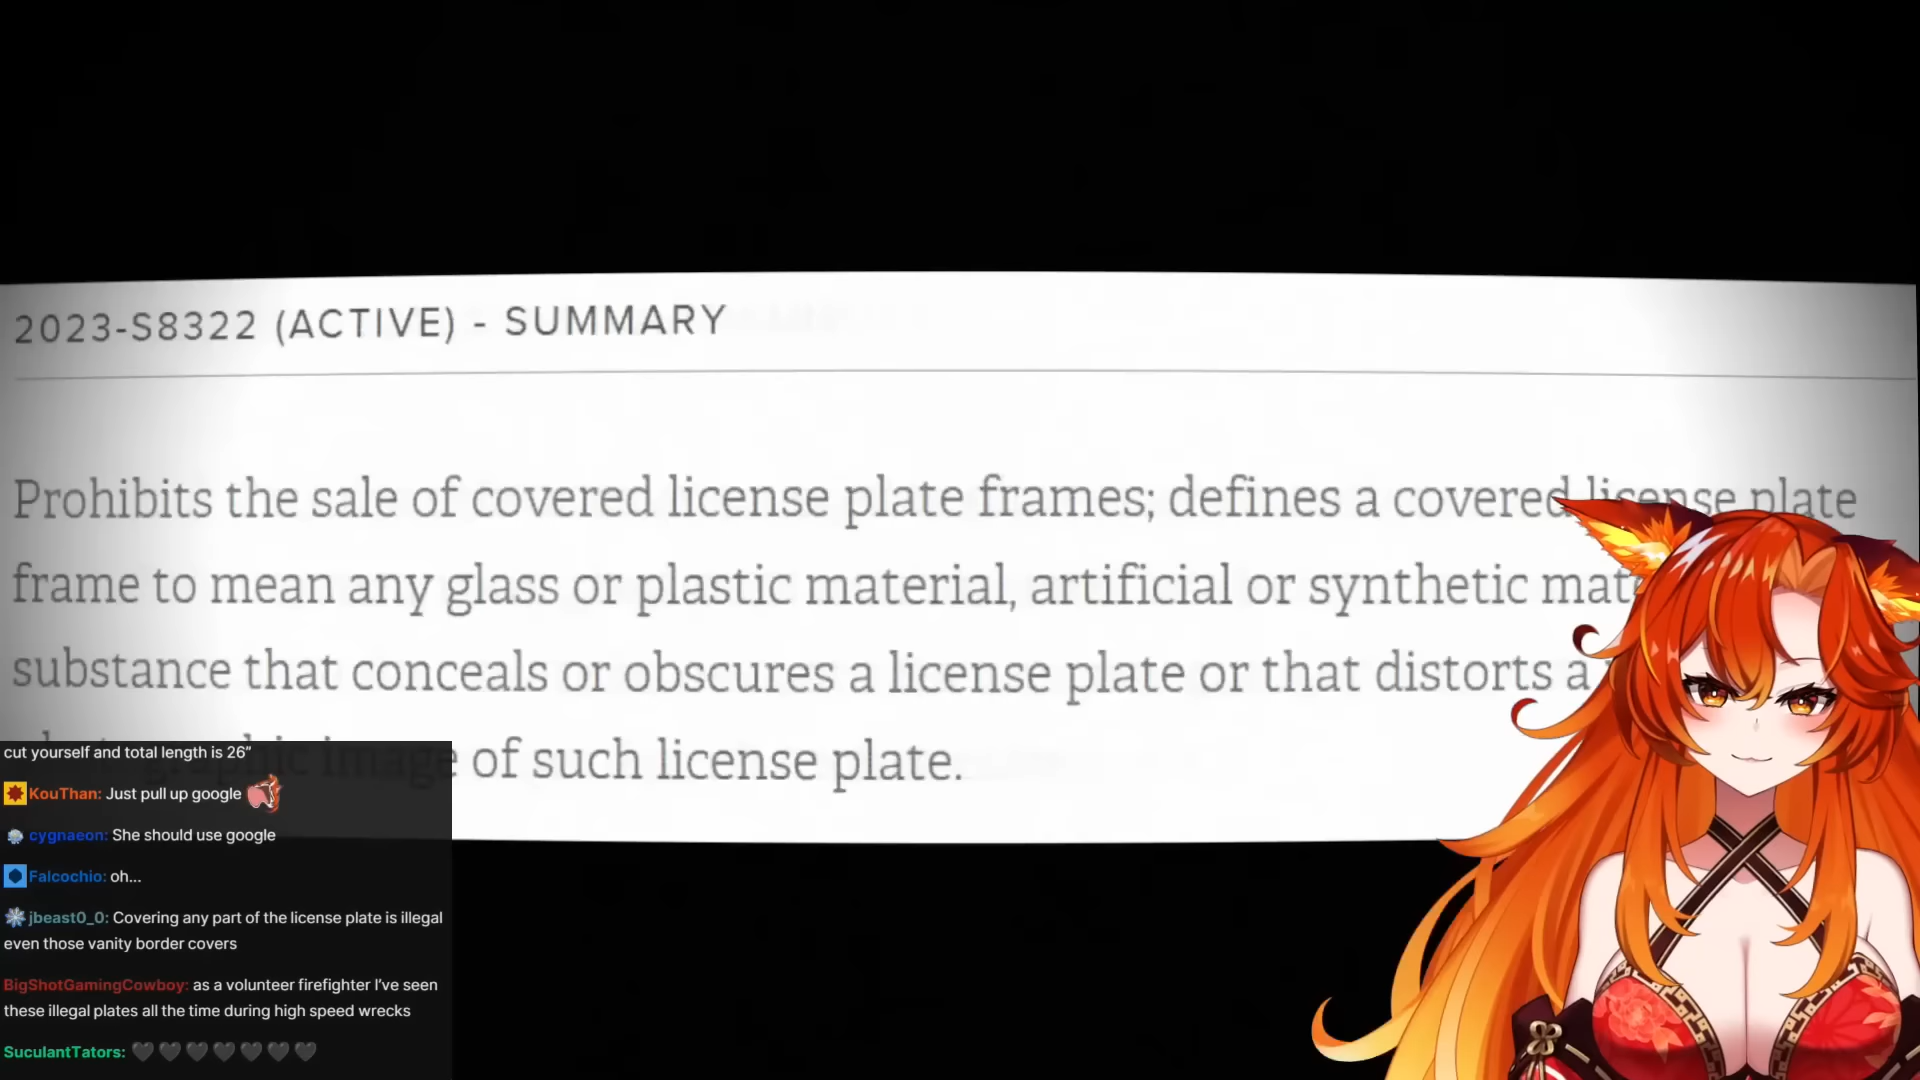 2023-S8322 (ACTIVE) - SUMMARY
Prohibits the sale of covered license plate frames; defines a covered license plate
frame to mean any glass or plastic material, artificial or synthetic
substance that conceals or obscures a license plate or that distorts a
image of such license plate.
cut yourself and total length is 26”
KouThan: Just pull up google
cygnaeon: She should use google
Falcochio: oh...
jbeast0_0: Covering any part of the license plate is illegal
even those vanity border covers
BigShotGamingCowboy: as a volunteer firefighter I’ve seen
these illegal plates all the time during high speed wrecks
SuculantTators: 🖤🖤🖤🖤🖤🖤🖤